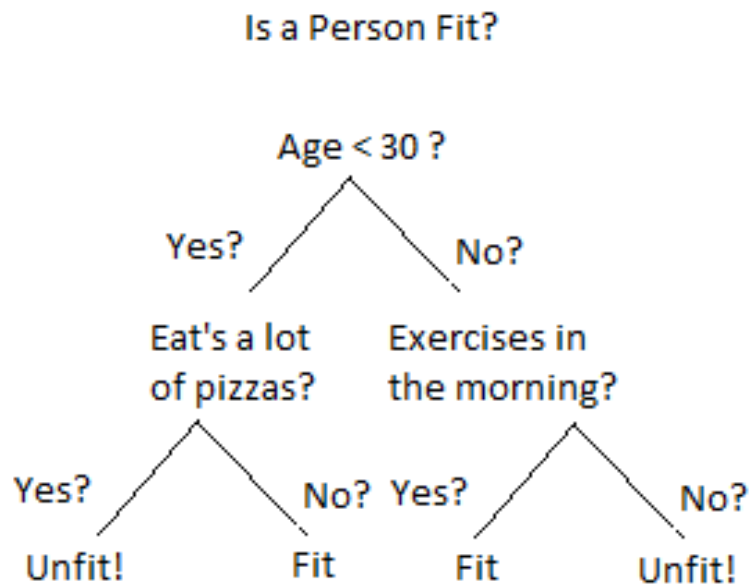 Is a Person Fit?
Age < 30 ?
Yes?
No?
Eat's a lot
of pizzas?
Exercises in
the morning?
Yes?
No?
Yes?
No?
Unfit!
Fit
Fit
Unfit!